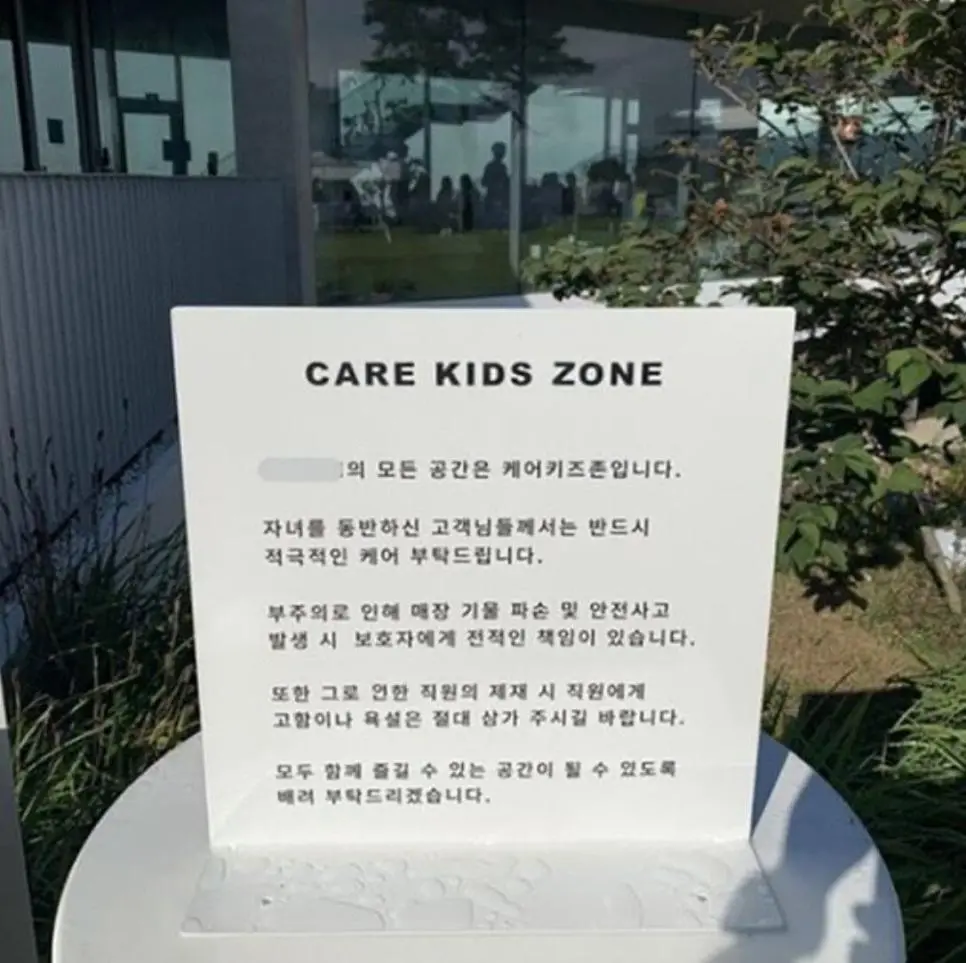 CARE KIDS ZONE
의 모든 공간은 케어키즈존입니다.
자녀를 동반하신 고객님들께서는 반드시
적극적인 케어 부탁드립니다.
부주의로 인해 매장 기물 파손 및 안전사고
발생 시 보호자에게 전적인 책임이 있습니다.
또한 그로 인한 직원의 제재 시 직원에게
고함이나 욕설은 절대 삼가 주시길 바랍니다.
모두 함께 즐길 수 있는 공간이 될 수 있도록
배려 부탁드리겠습니다.